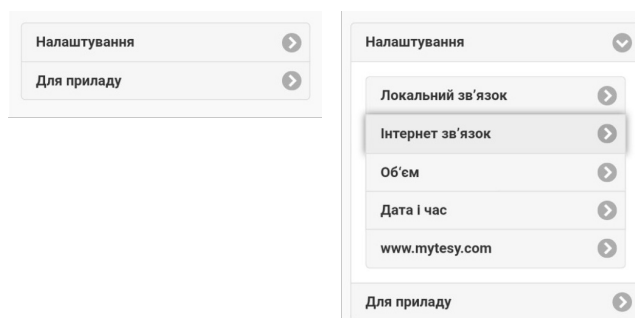 Налаштування
Для приладу
Налаштування
Локальний зв’язок
Інтернет зв’язок
Об‘єм
Дата і час
www.mytesy.com
Для приладу